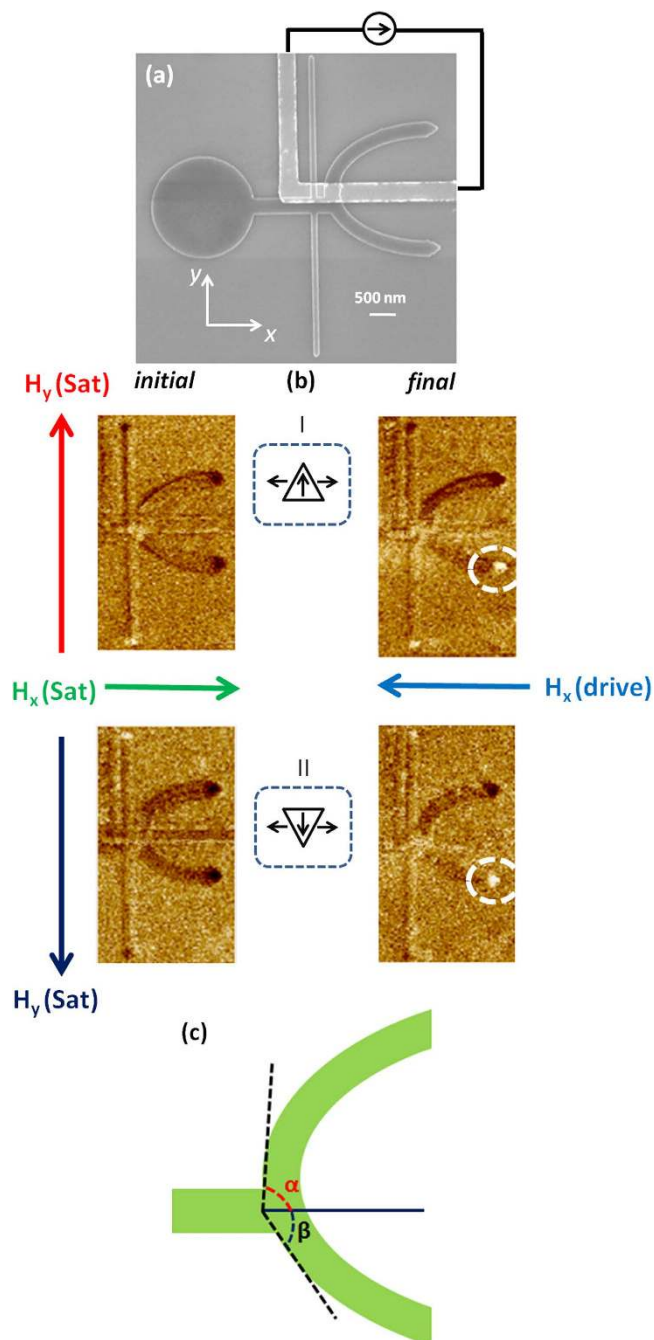 (a)
y
x
500 nm
initial (b) final
Hy (Sat)
I
Hx (Sat)
Hx (drive)
II
Hy (Sat)
(c)
α
β